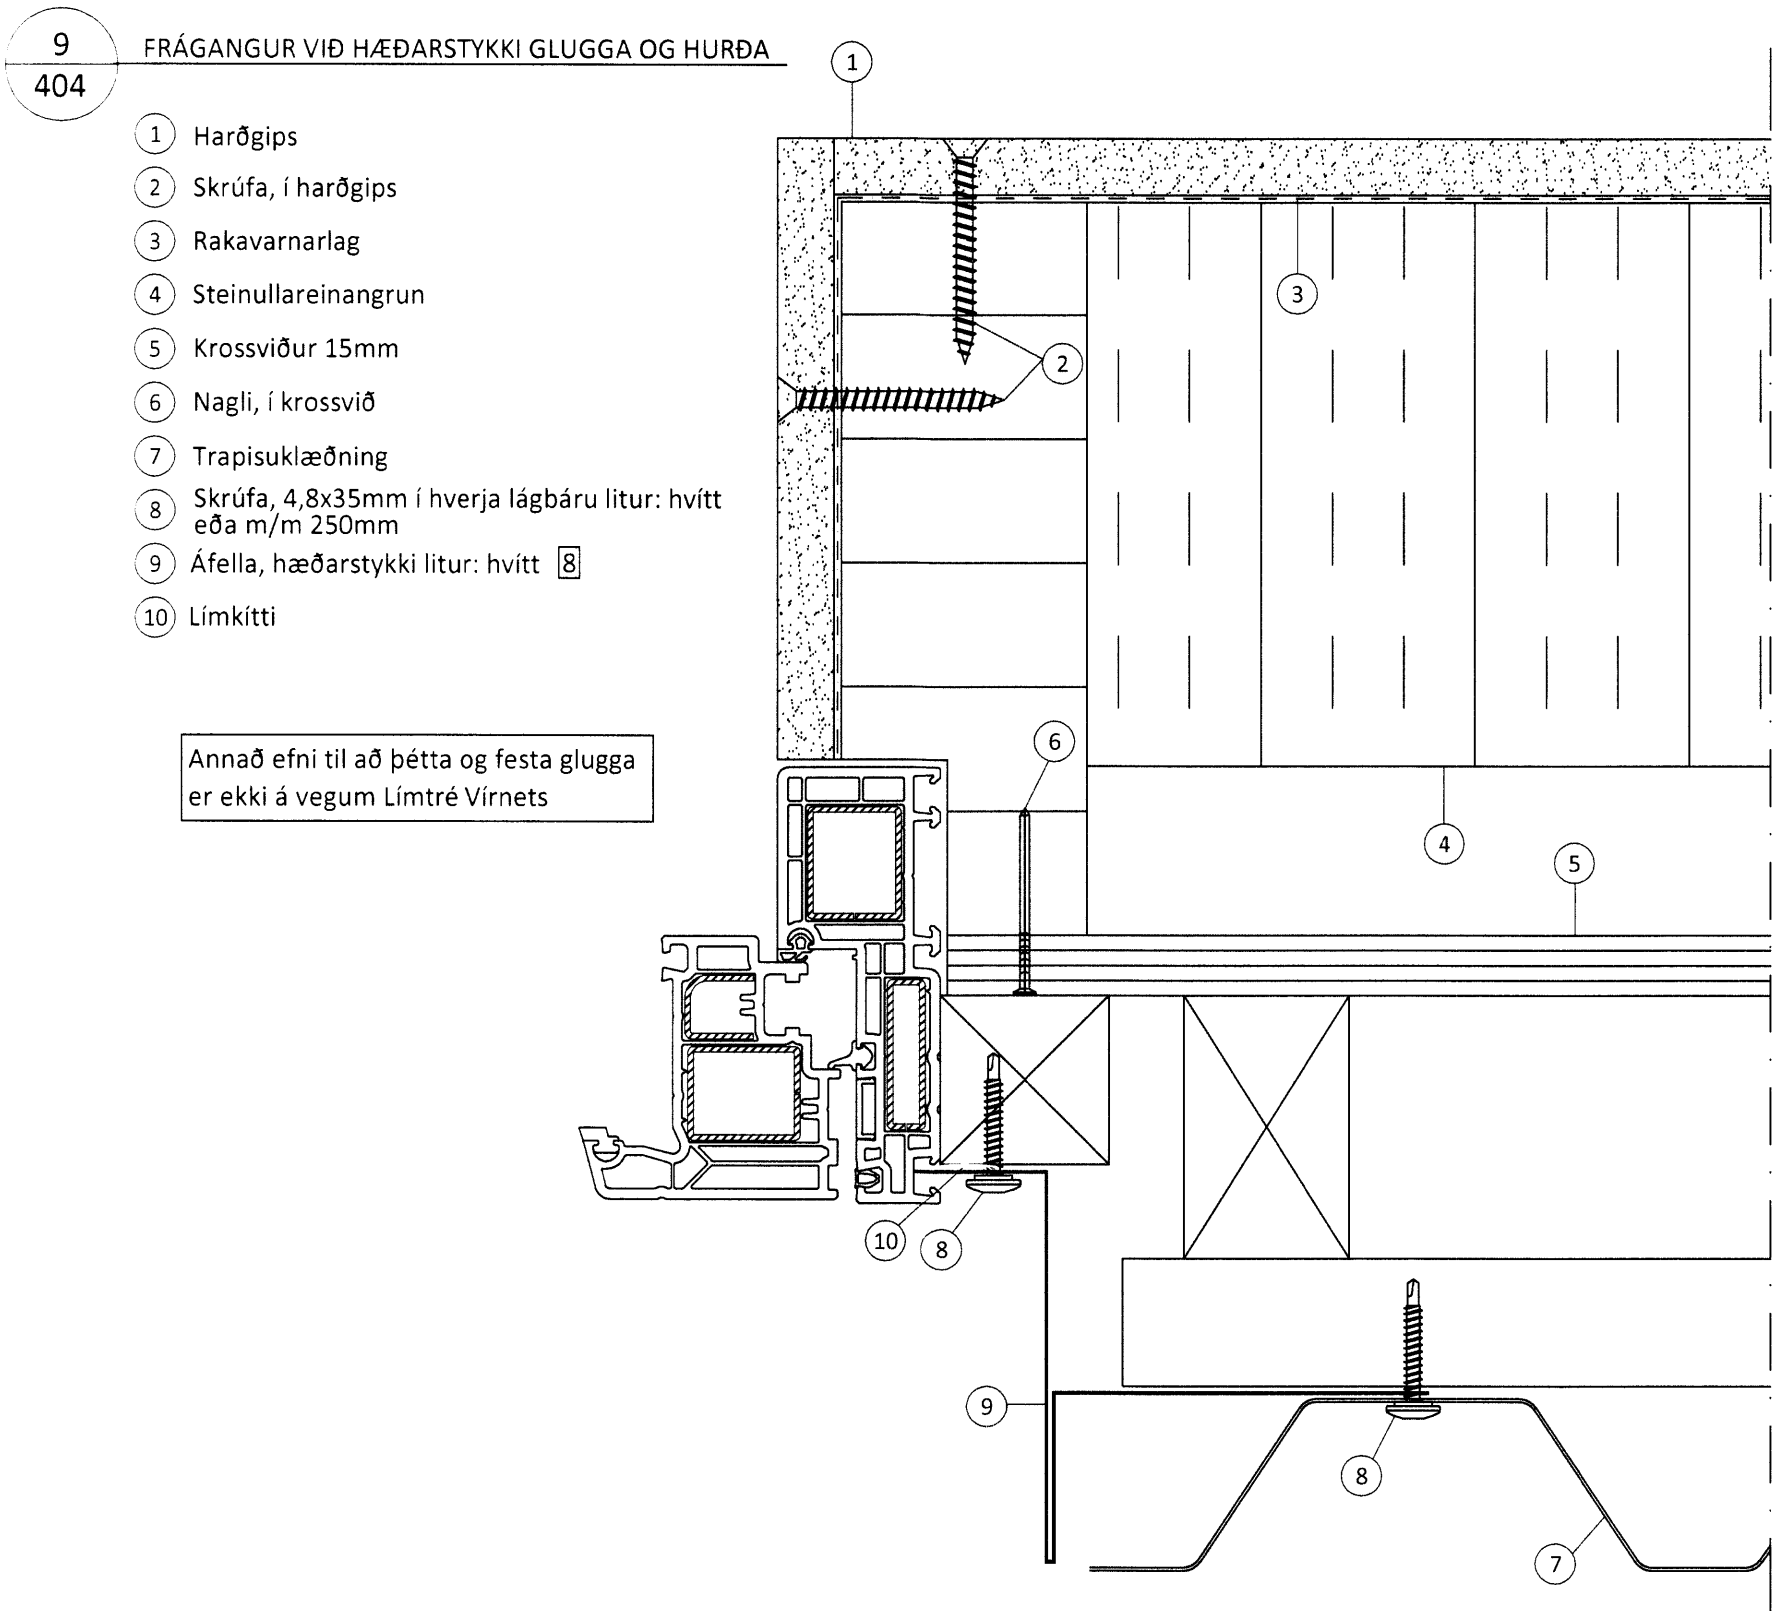 9
404
FRÁGANGUR VIÐ HÆÐARSTYKKI GLUGGA OG HURÐA
1 Harðgips
2 Skrúfa, í harðgips
3 Rakavarnarlag
4 Steinullareinangrun
5 Krossviður 15mm
6 Nagli, í krossvið
7 Trapisuklæðning
8 Skrúfa, 4,8x35mm í hverja lágbáru litur: hvítt
eða m/m 250mm
9 Áfella, hæðarstykki litur: hvítt 8
10 Límkítti
Annað efni til að þétta og festa glugga
er ekki á vegum Límtré Vírnets
1
3
2
6
4
5
10
8
9
8
7